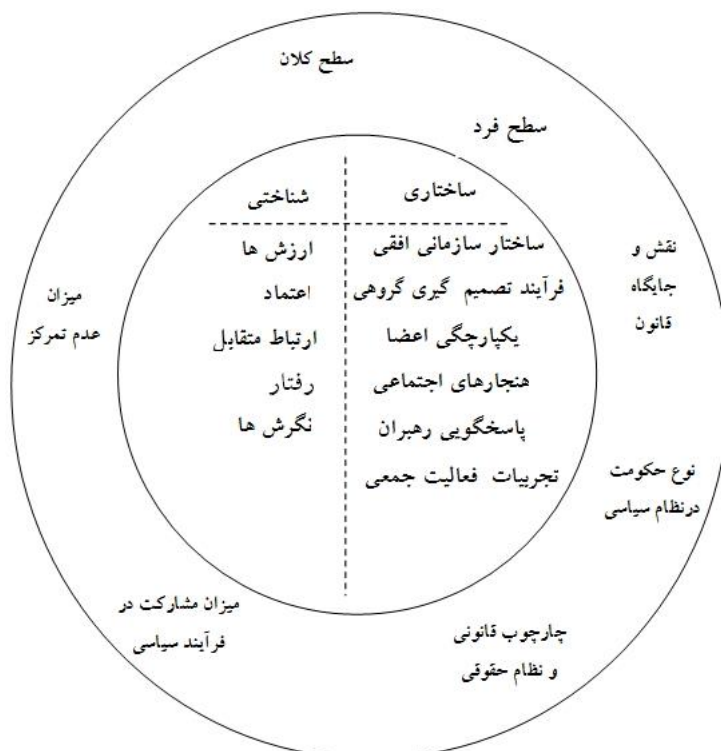 سطح کلان
سطح فرد
ساختاری
شناختی
ساختار سازمانی افقی
ارزش ها
فرآیند تصمیم گیری گروهی
اعتماد
یکپارچگی اعضا
ارتباط متقابل
هنجارهای اجتماعی
رفتار
پاسخگویی رهبران
نگرش ها
تجربیات فعالیت جمعی
نقش و
جایگاه
قانون
نوع حکومت
درنظام سیاسی
چارچوب قانونی
و نظام حقوقی
میزان مشارکت در
فرآیند سیاسی
میزان
عدم تمرکز